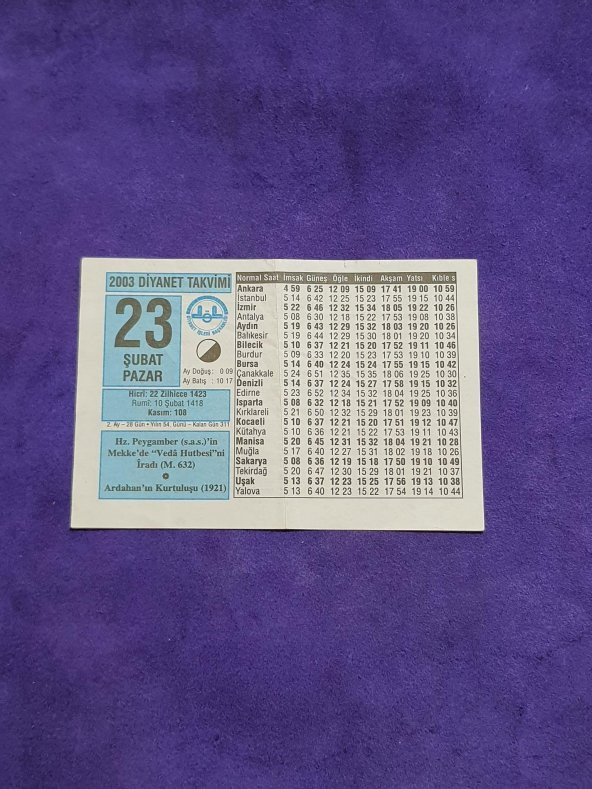 2003 DİYANET TAKVİMİ
23
ŞUBAT
PAZAR
Ay Doğuş : 0 09
Ay Batış : 10 17
Hicrî: 22 Zilhicce 1423
Rumî: 10 Şubat 1418
Kasım: 108
2. Ay – 28 Gün • Yılın 54. Günü – Kalan Gün 311
Hz. Peygamber (s.a.s.)'in
Mekke'de "Vedâ Hutbesi"ni
İradı (M. 632)
Ardahan'ın Kurtuluşu (1921)
Normal Saat İmsak Güneş Öğle İkindi Akşam Yatsı Kıble s
Ankara 4 59 6 25 12 09 15 09 17 41 19 00 10 59
İstanbul 5 14 6 42 12 25 15 23 17 55 19 15 10 44
İzmir 5 22 6 46 12 32 15 34 18 05 19 22 10 26
Antalya 5 08 6 30 12 18 15 22 17 53 19 08 10 38
Aydın 5 19 6 43 12 29 15 32 18 03 19 20 10 26
Balıkesir 5 19 6 44 12 29 15 30 18 01 19 20 10 34
Bilecik 5 10 6 37 12 21 15 20 17 52 19 11 10 46
Burdur 5 09 6 33 12 20 15 23 17 53 19 10 10 39
Bursa 5 14 6 40 12 24 15 24 17 55 19 15 10 42
Çanakkale 5 24 6 51 12 35 15 35 18 06 19 25 10 30
Denizli 5 14 6 37 12 24 15 27 17 58 19 15 10 32
Edirne 5 23 6 52 12 34 15 32 18 04 19 25 10 36
Isparta 5 08 6 32 12 18 15 21 17 52 19 09 10 40
Kırklareli 5 21 6 50 12 32 15 29 18 01 19 23 10 39
Kocaeli 5 10 6 37 12 21 15 20 17 51 19 12 10 47
Kütahya 5 10 6 36 12 21 15 22 17 53 19 11 10 43
Manisa 5 20 6 45 12 31 15 32 18 04 19 21 10 28
Muğla 5 17 6 40 12 27 15 31 18 02 19 18 10 31
Sakarya 5 08 6 36 12 19 15 18 17 50 19 10 10 49
Tekirdağ 5 20 6 47 12 30 15 29 18 01 19 21 10 37
Uşak 5 13 6 37 12 23 15 25 17 56 19 13 10 38
Yalova 5 13 6 40 12 23 15 22 17 54 19 14 10 44